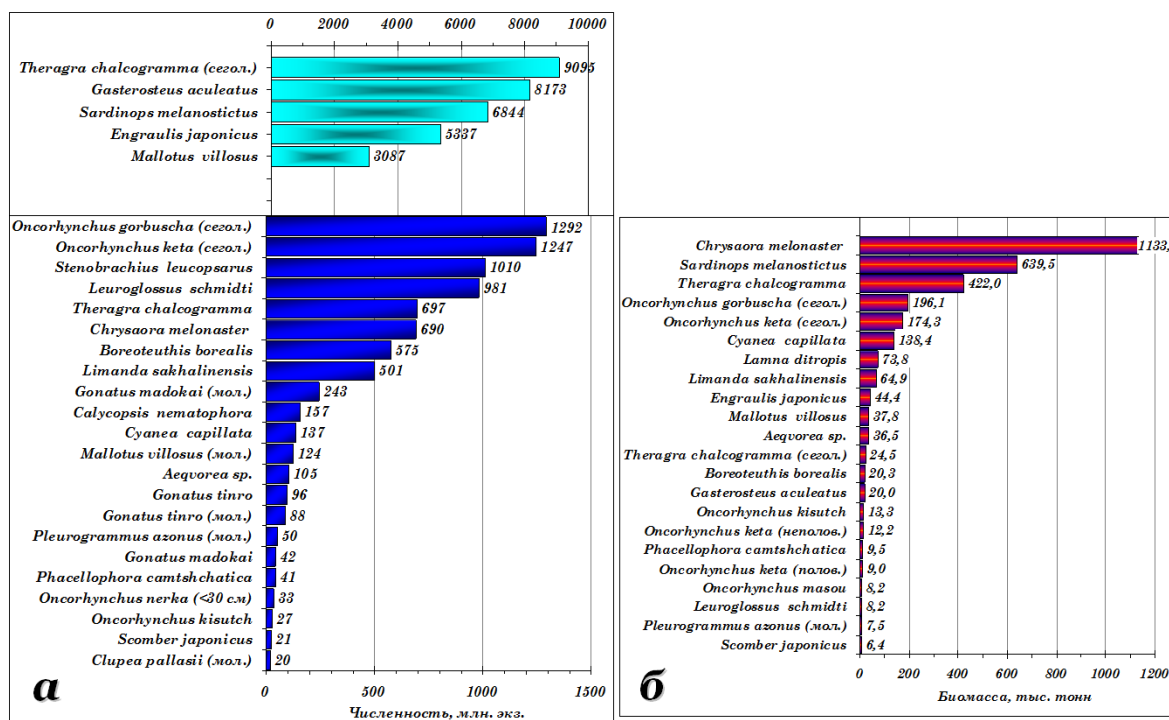 0 2000 4000 6000 8000 10000
Theragra chalcogramma (сегол.) 9095
Gasterosteus aculeatus 8173
Sardinops melanostictus 6844
Engraulis japonicus 5337
Mallotus villosus 3087
Oncorhynchus gorbuscha (сегол.) 1292
Oncorhynchus keta (сегол.) 1247
Stenobrachius leucopsarus 1010
Leuroglossus schmidti 981
Theragra chalcogramma 697
Chrysaora melonaster 690
Boreoteuthis borealis 575
Limanda sakhalinensis 501
Gonatus madokai (мол.) 243
Calycopsis nematophora 157
Cyanea capillata 137
Mallotus villosus (мол.) 124
Aeqvorea sp. 105
Gonatus tinro 96
Gonatus tinro (мол.) 88
Pleurogrammus azonus (мол.) 50
Gonatus madokai 42
Phacellophora camtshchatica 41
Oncorhynchus nerka (<30 см) 33
Oncorhynchus kisutch 27
Scomber japonicus 21
Clupea pallasii (мол.) 20
0 500 1000 1500
Численность, млн. экз.
а
0 200 400 600 800 1000 1200
Chrysaora melonaster 1133,
Sardinops melanostictus 639,5
Theragra chalcogramma 422,0
Oncorhynchus gorbuscha (сегол.) 196,1
Oncorhynchus keta (сегол.) 174,3
Cyanea capillata 138,4
Lamna ditropis 73,8
Limanda sakhalinensis 64,9
Engraulis japonicus 44,4
Mallotus villosus 37,8
Aeqvorea sp. 36,5
Theragra chalcogramma (сегол.) 24,5
Boreoteuthis borealis 20,3
Gasterosteus aculeatus 20,0
Oncorhynchus kisutch 13,3
Oncorhynchus keta (неполов.) 12,2
Phacellophora camtshchatica 9,5
Oncorhynchus keta (полов.) 9,0
Oncorhynchus masou 8,2
Leuroglossus schmidti 8,2
Pleurogrammus azonus (мол.) 7,5
Scomber japonicus 6,4
0 200 400 600 800 1000 1200
Биомасса, тыс. тонн
б